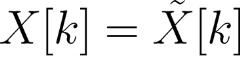 X[k] = X̃[k]